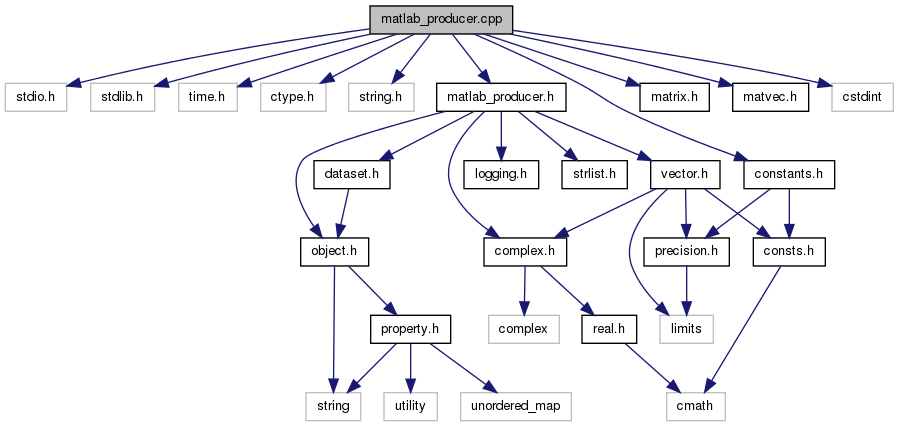 matlab_producer.cpp
stdio.h
stdlib.h
time.h
ctype.h
string.h
matlab_producer.h
matrix.h
matvec.h
cstdint
dataset.h
logging.h
strlist.h
vector.h
constants.h
object.h
complex.h
precision.h
consts.h
property.h
complex
real.h
limits
string
utility
unordered_map
cmath